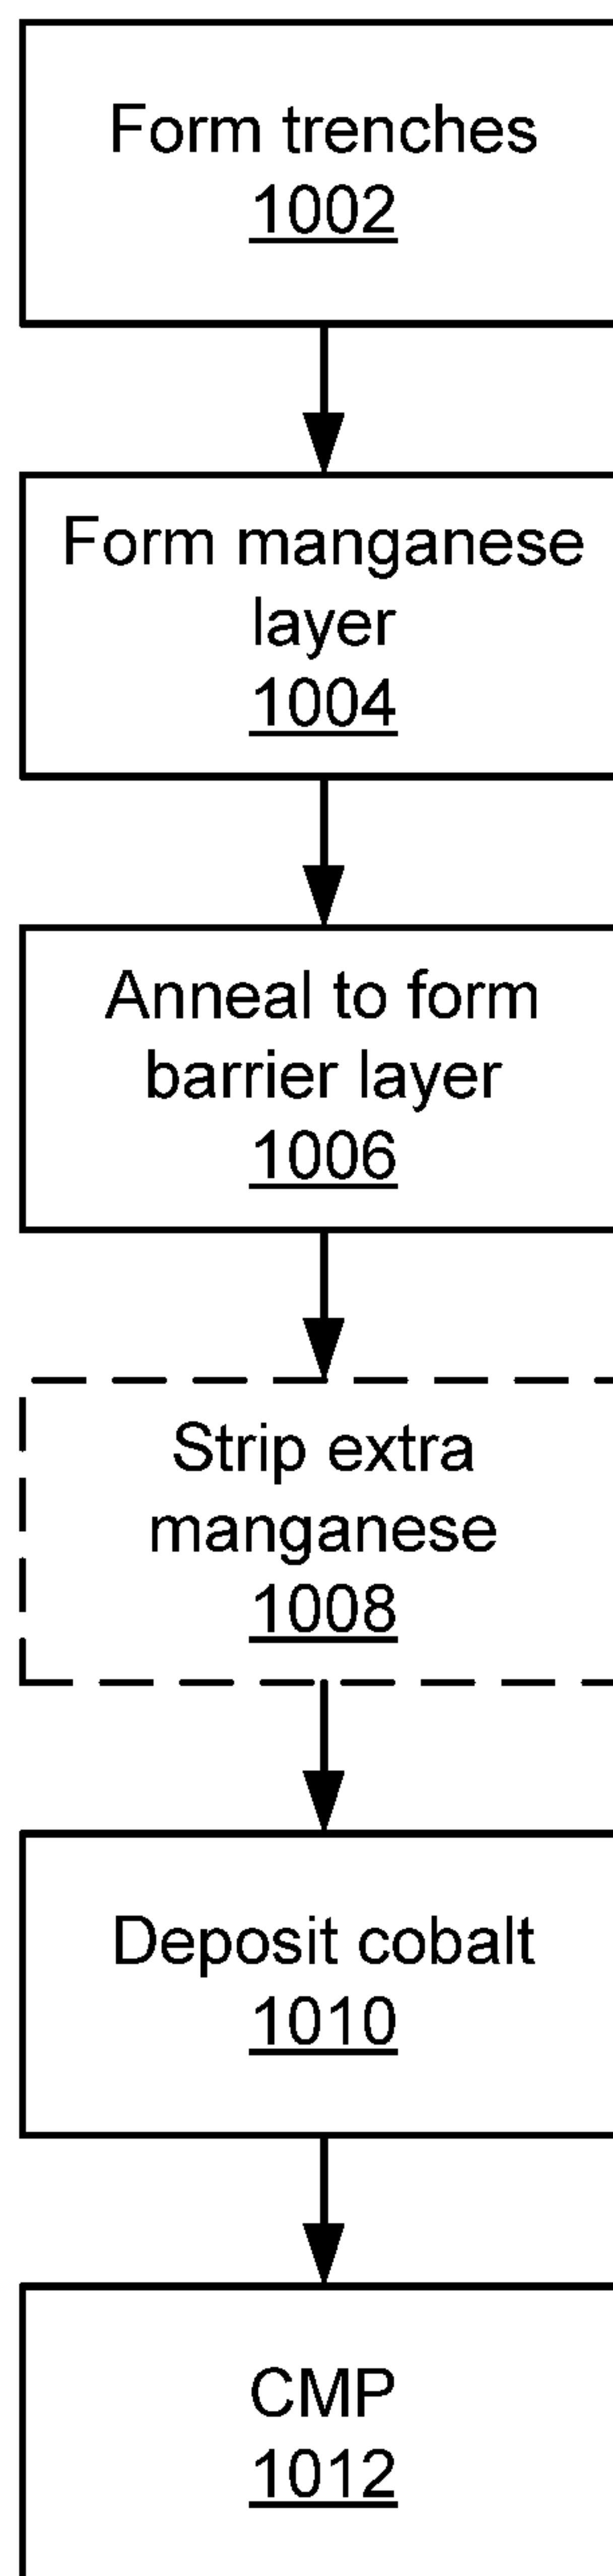 Form trenches
1002
Form manganese
layer
1004
Anneal to form
barrier layer
1006
Strip extra
manganese
1008
Deposit cobalt
1010
CMP
1012